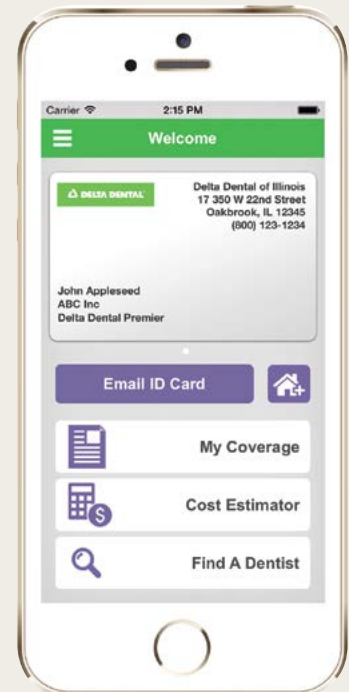 Carrier 2:15 PM
Welcome
DELTA DENTAL
Delta Dental of Illinois
17 350 W 22nd Street
Oakbrook, IL 12345
(800) 123-1234
John Appleseed
ABC Inc
Delta Dental Premier
Email ID Card
My Coverage
Cost Estimator
Find A Dentist